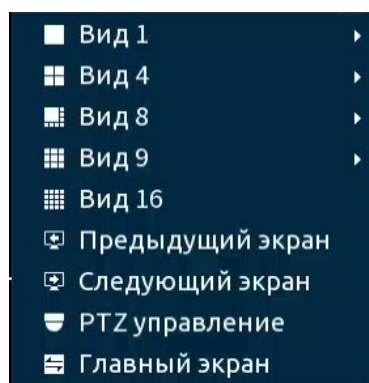 Вид 1
Вид 4
Вид 8
Вид 9
Вид 16
Предыдущий экран
Следующий экран
PTZ управление
Главный экран